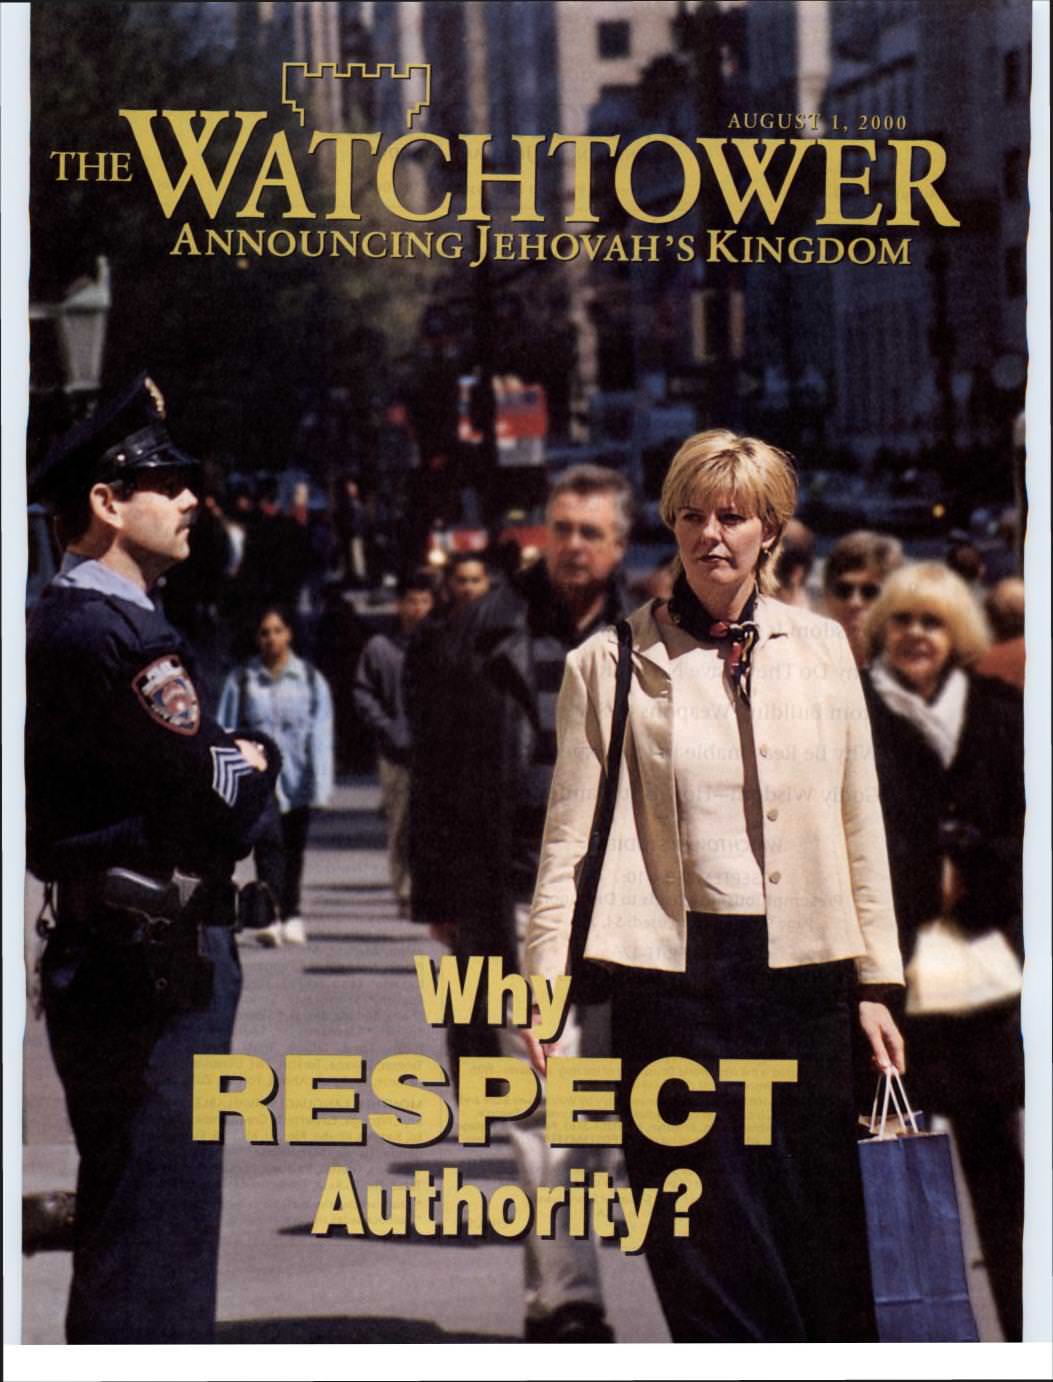 AUGUST 1, 2000
THE WATCHTOWER
ANNOUNCING JEHOVAH'S KINGDOM
Why
RESPECT
Authority?